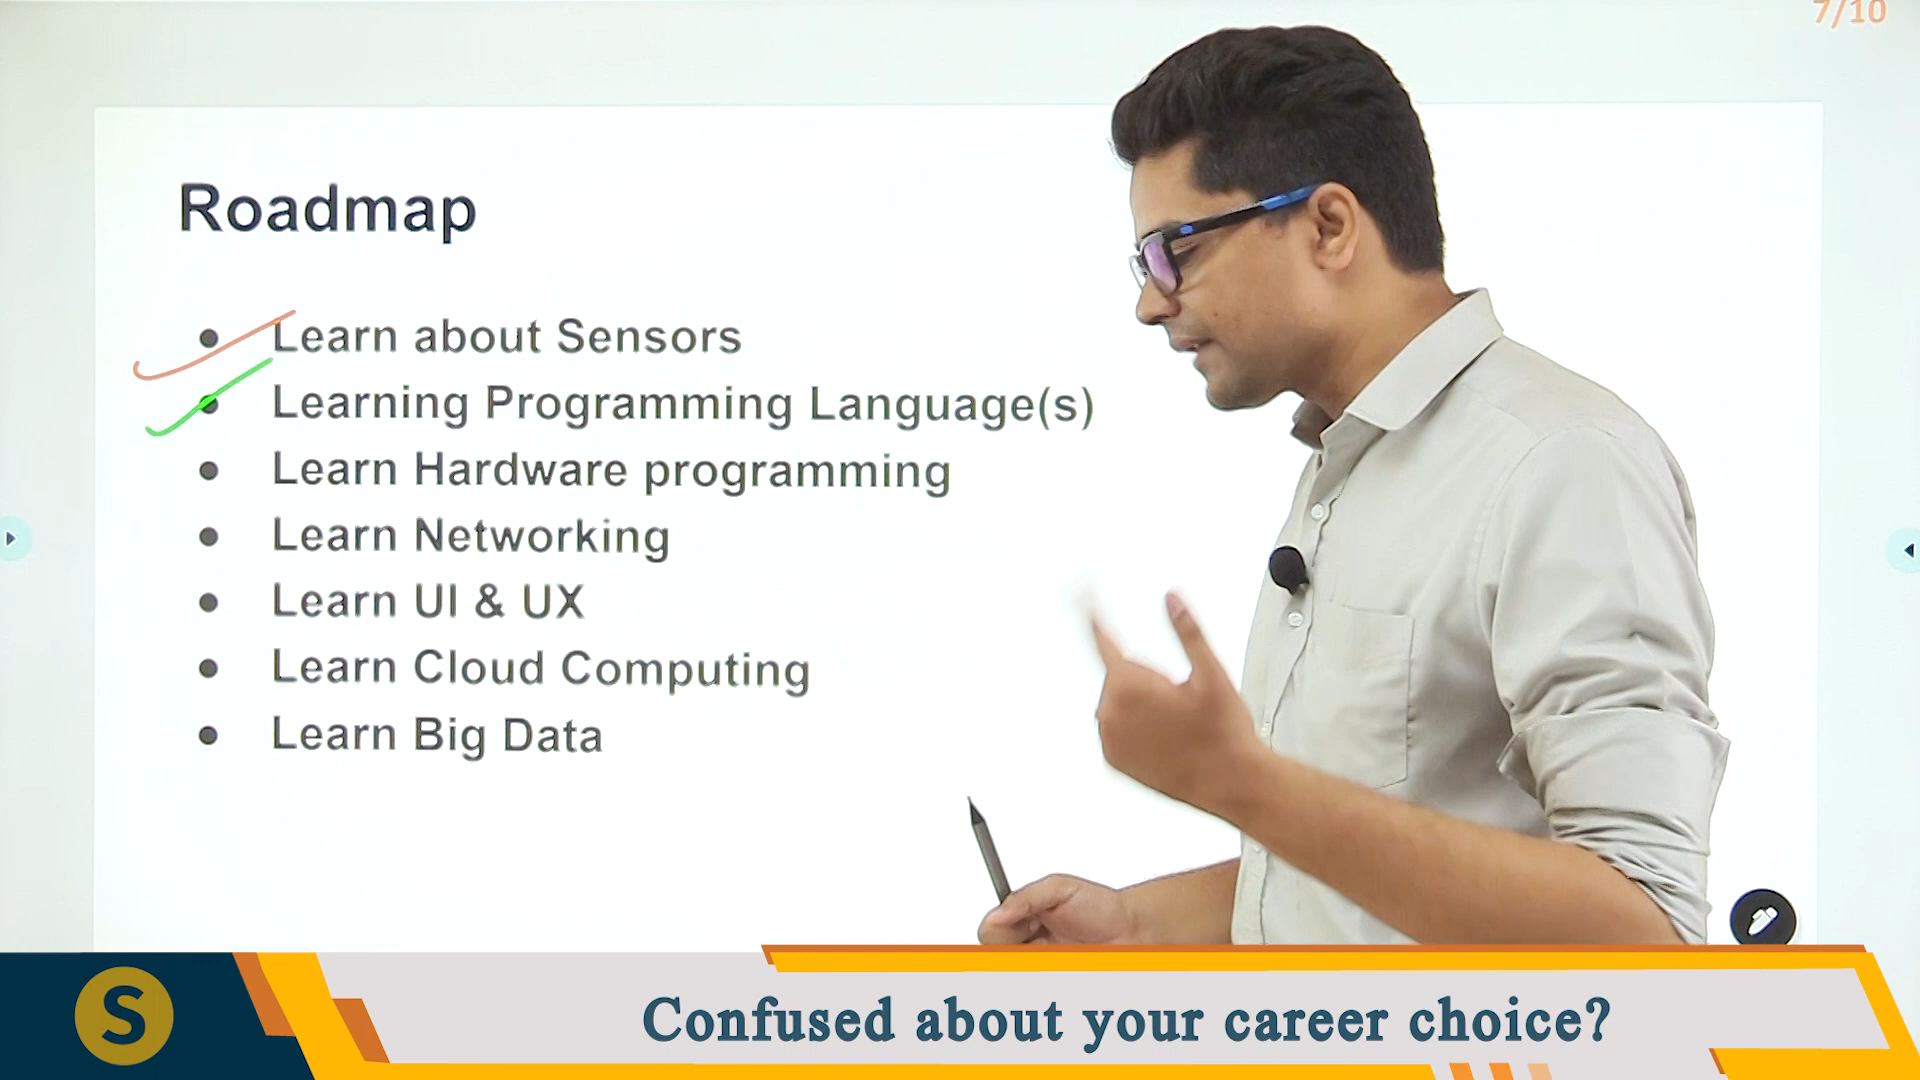 7/10
Roadmap
Learn about Sensors
Learning Programming Language(s)
Learn Hardware programming
Learn Networking
Learn UI & UX
Learn Cloud Computing
Learn Big Data
S
Confused about your career choice?